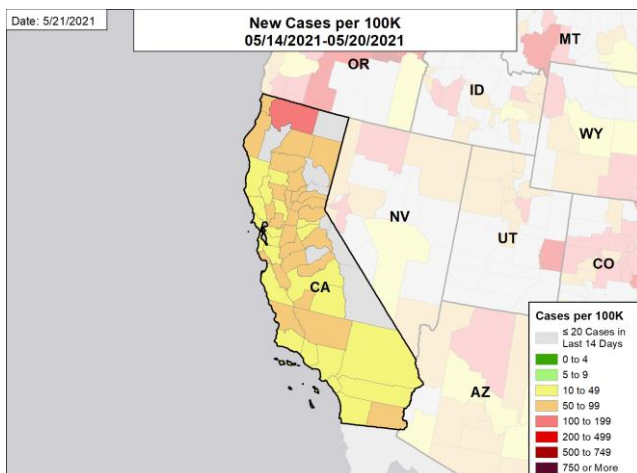 Date: 5/21/2021
New Cases per 100K
05/14/2021-05/20/2021
MT
OR
ID
WY
NV
UT
CO
CA
AZ
Cases per 100K
≤ 20 Cases in
Last 14 Days
0 to 4
5 to 9
10 to 49
50 to 99
100 to 199
200 to 499
500 to 749
750 or More